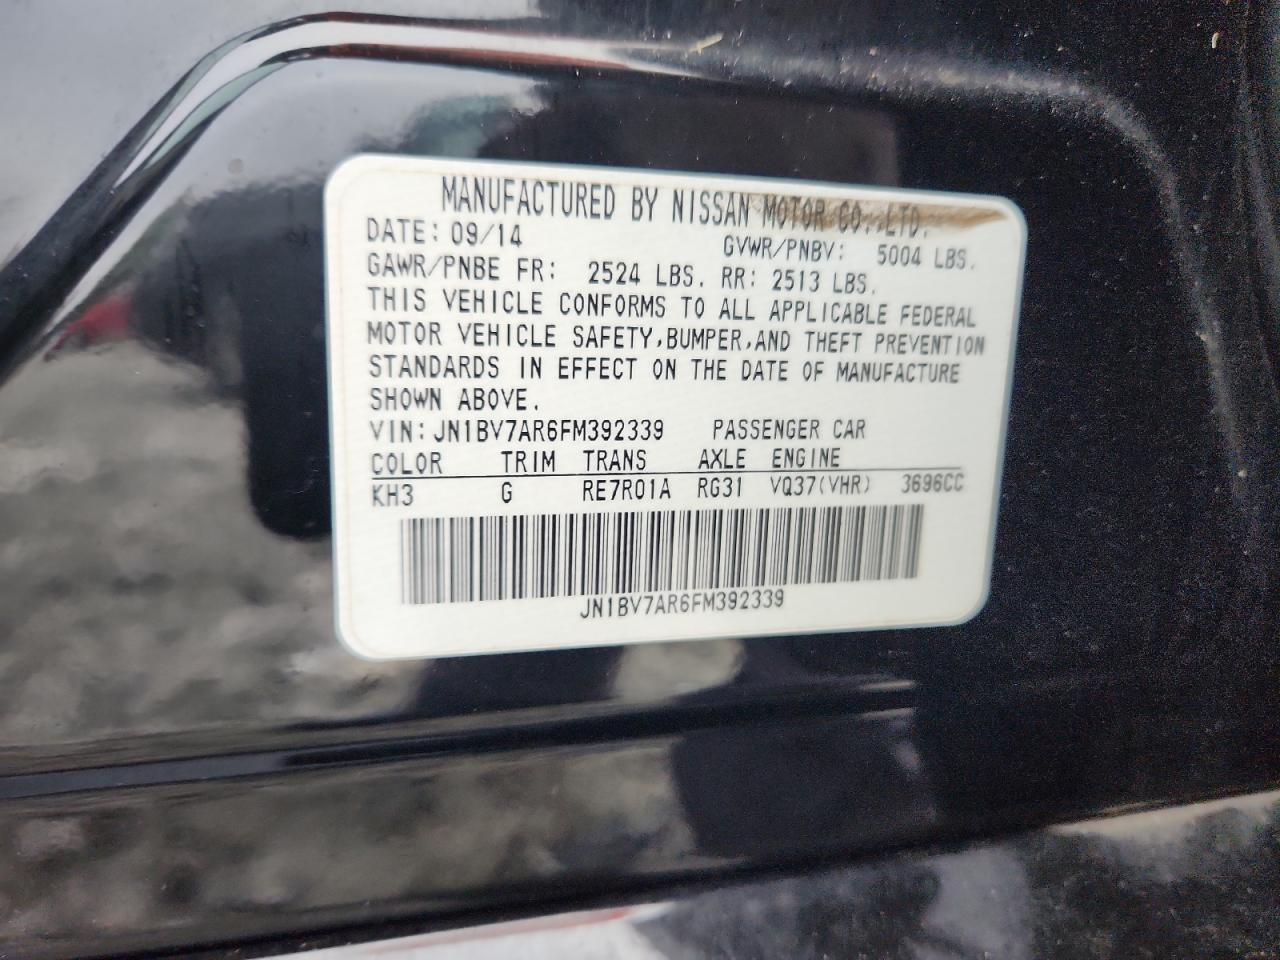 MANUFACTURED BY NISSAN MOTOR CO.,LTD.
DATE: 09/14 GVWR/PNBV: 5004 LBS.
GAWR/PNBE FR: 2524 LBS. RR: 2513 LBS.
THIS VEHICLE CONFORMS TO ALL APPLICABLE FEDERAL
MOTOR VEHICLE SAFETY,BUMPER,AND THEFT PREVENTION
STANDARDS IN EFFECT ON THE DATE OF MANUFACTURE
SHOWN ABOVE.
VIN: JN1BV7AR6FM392339 PASSENGER CAR
COLOR TRIM TRANS AXLE ENGINE
KH3 G RE7R01A RG31 VQ37(VHR) 3696CC
JN1BV7AR6FM392339